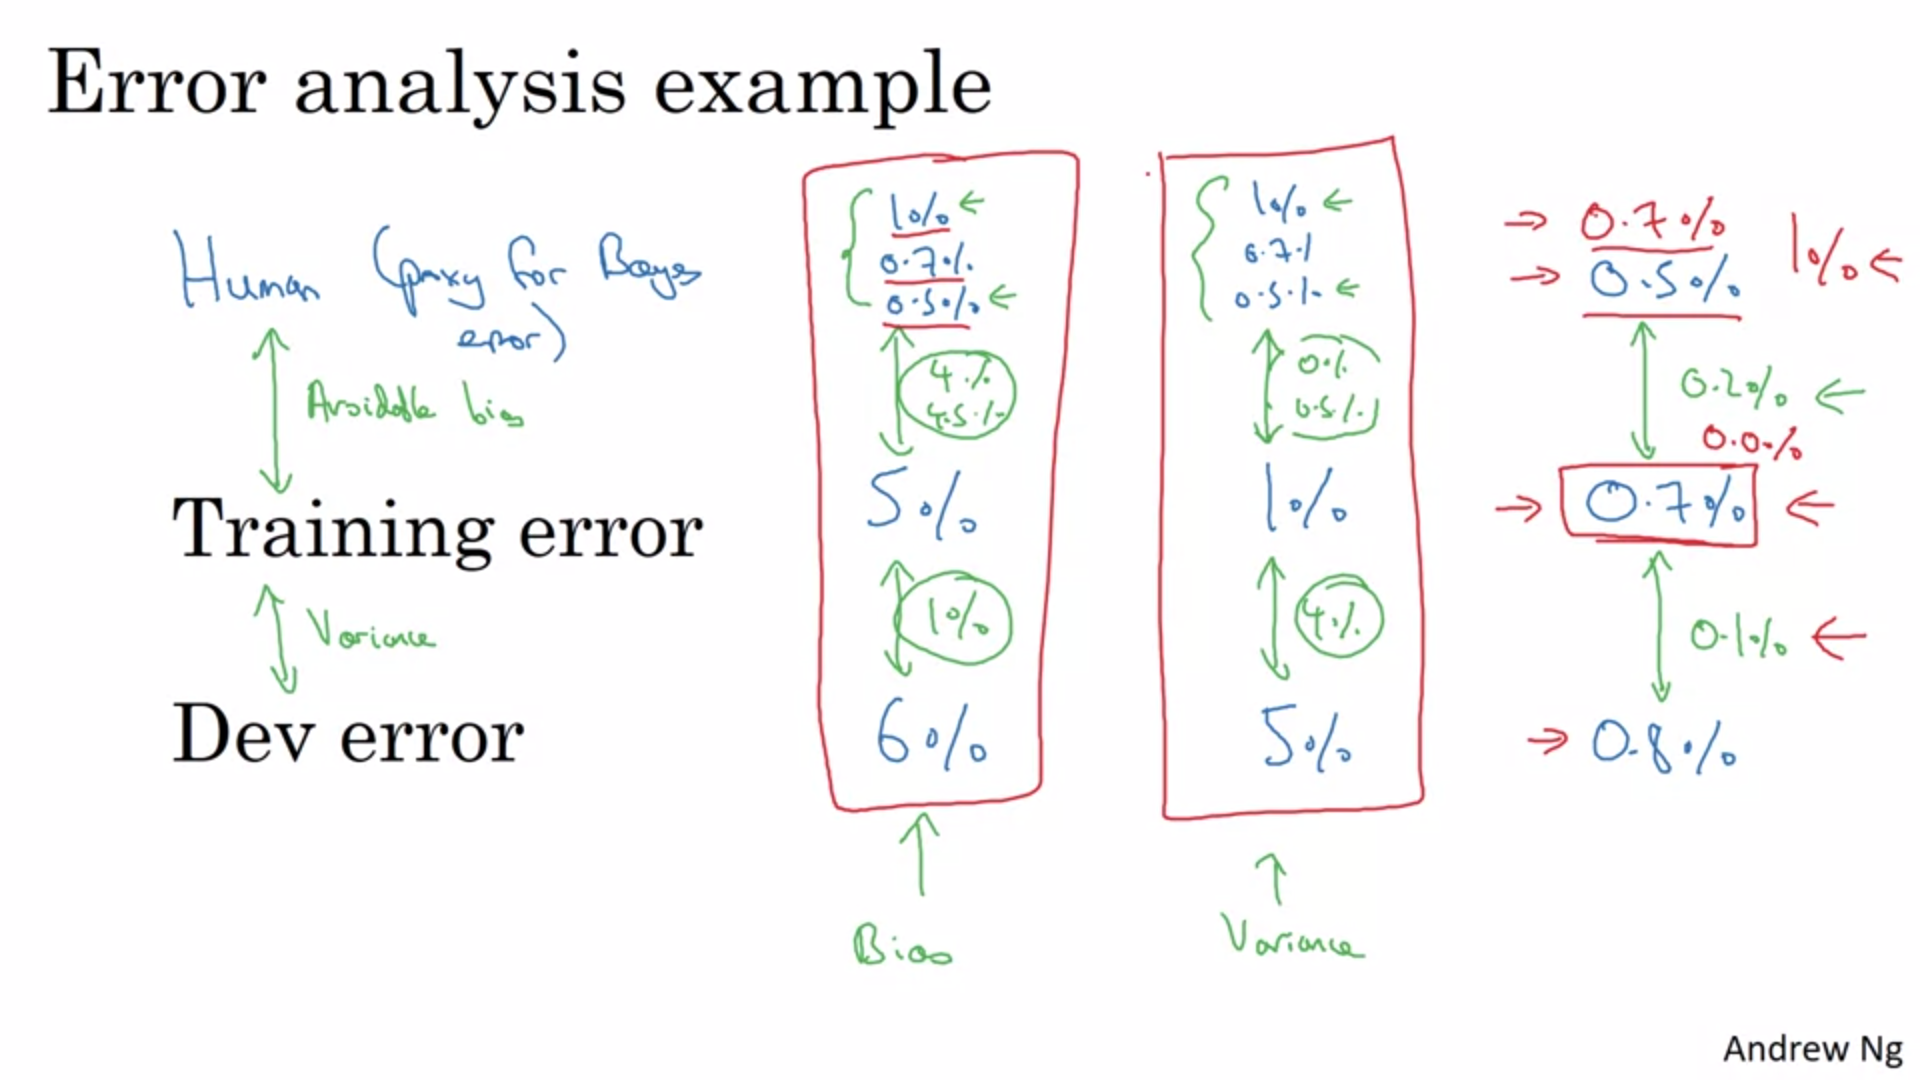 Error analysis example
Human (proxy for Bayes
error)
Avoidable bias
Training error
Variance
Dev error
1%
0.7%
0.5%
4%
4.5%
5%
1%
6%
Bias
1%
0.7%
0.5%
0%
0.5%
1%
4%
5%
Variance
0.7%
1%
0.5%
0.2%
0.0%
0.7%
0.1%
0.8%
Andrew Ng